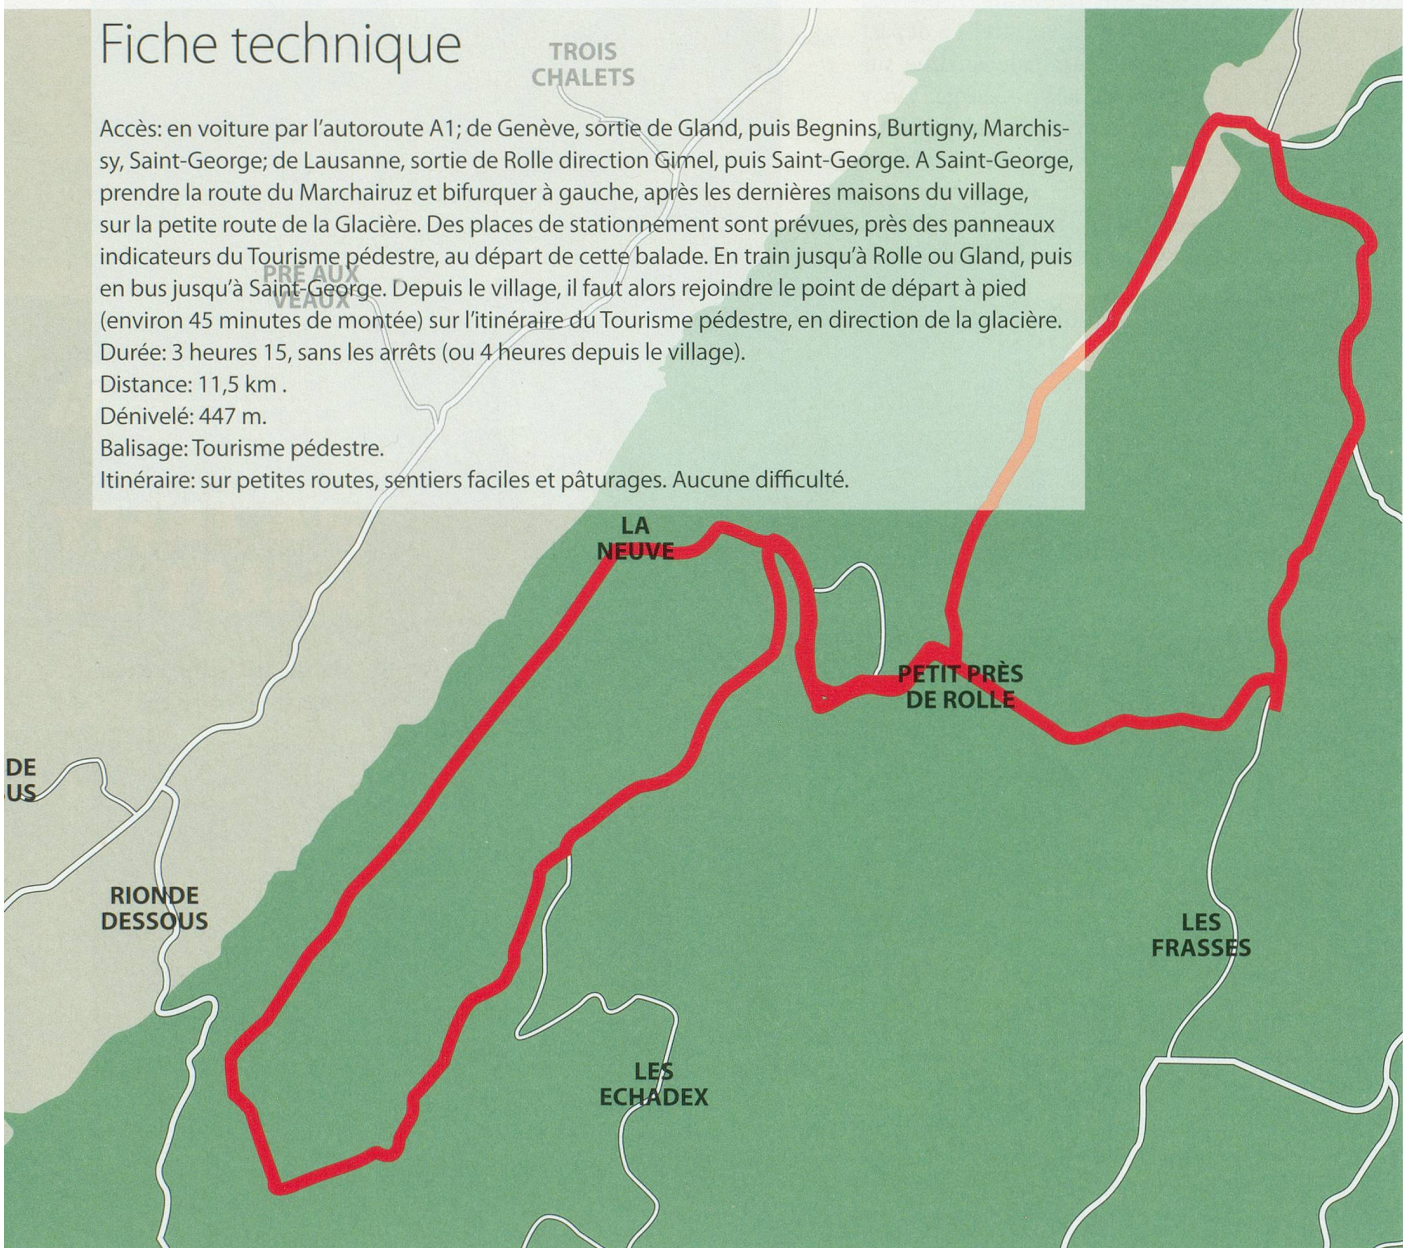 Fiche technique
TROIS
CHALETS
Accès: en voiture par l'autoroute A1; de Genève, sortie de Gland, puis Begnins, Burtigny, Marchis-
sy, Saint-George; de Lausanne, sortie de Rolle direction Gimel, puis Saint-George. A Saint-George,
prendre la route du Marchairuz et bifurquer à gauche, après les dernières maisons du village,
sur la petite route de la Glacière. Des places de stationnement sont prévues, près des panneaux
indicateurs du Tourisme pédestre, au départ de cette balade. En train jusqu'à Rolle ou Gland, puis
en bus jusqu'à Saint-George. Depuis le village, il faut alors rejoindre le point de départ à pied
(environ 45 minutes de montée) sur l'itinéraire du Tourisme pédestre, en direction de la glacière.
Durée: 3 heures 15, sans les arrêts (ou 4 heures depuis le village).
Distance: 11,5 km .
Dénivelé: 447 m.
Balisage: Tourisme pédestre.
Itinéraire: sur petites routes, sentiers faciles et pâturages. Aucune difficulté.
PRÉ AUX
VEAUX
LA
NEUVE
PETIT PRÈS
DE ROLLE
DE
US
RIONDE
DESSOUS
LES
FRASSES
LES
ECHADEX